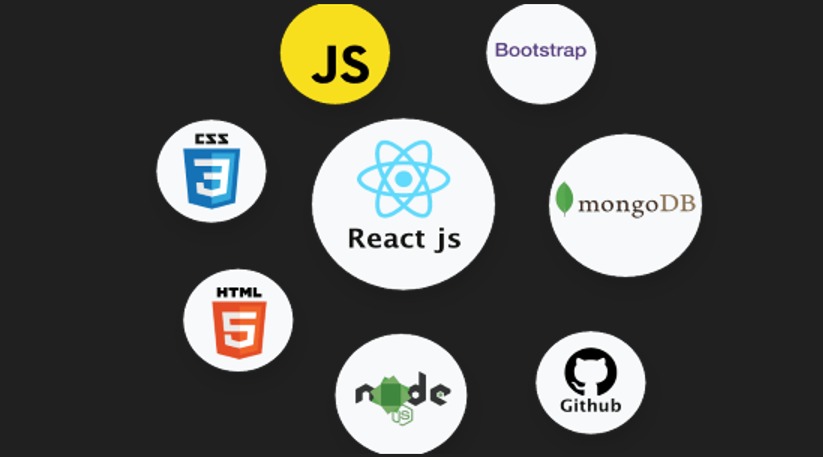 JS
Bootstrap
CSS
3
React js
mongoDB
HTML
5
node
JS
Github